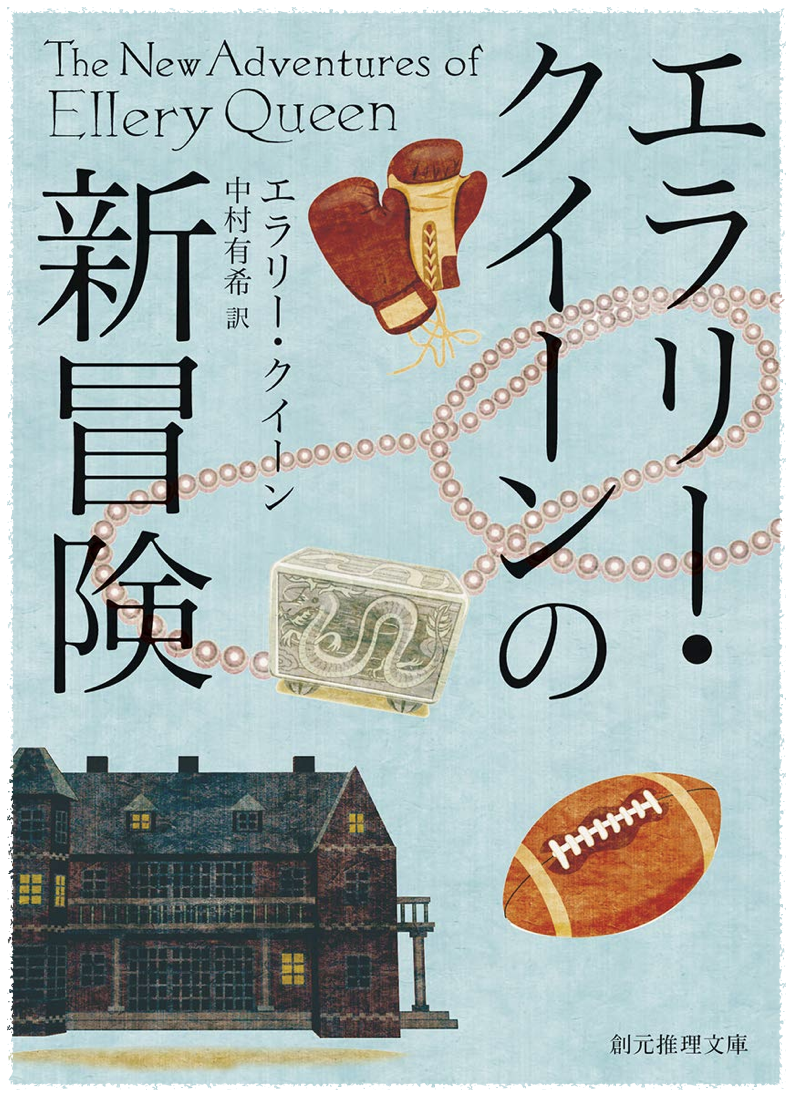 The New Adventures of
Ellery Queen
エラリー・
クイーンの
新冒険
エラリー・クイーン
中村有希 訳
創元推理文庫